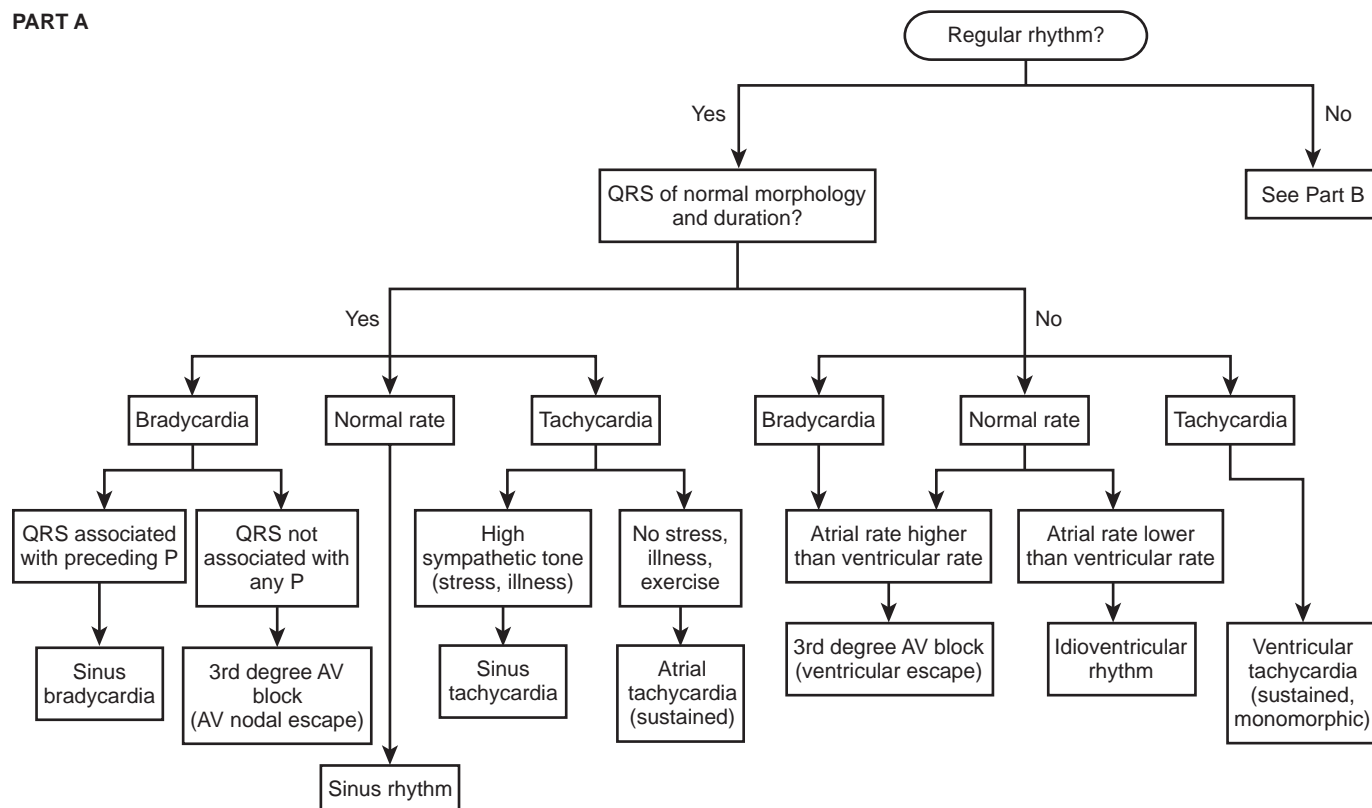 PART A
Regular rhythm?
Yes
No
QRS of normal morphology
and duration?
See Part B
Yes
No
Bradycardia
Normal rate
Tachycardia
Bradycardia
Normal rate
Tachycardia
QRS associated
with preceding P
QRS not
associated with
any P
High
sympathetic tone
(stress, illness)
No stress,
illness,
exercise
Atrial rate higher
than ventricular rate
Atrial rate lower
than ventricular rate
Sinus
bradycardia
3rd degree AV
block
(AV nodal escape)
Sinus
tachycardia
Atrial
tachycardia
(sustained)
3rd degree AV block
(ventricular escape)
Idioventricular
rhythm
Ventricular
tachycardia
(sustained,
monomorphic)
Sinus rhythm